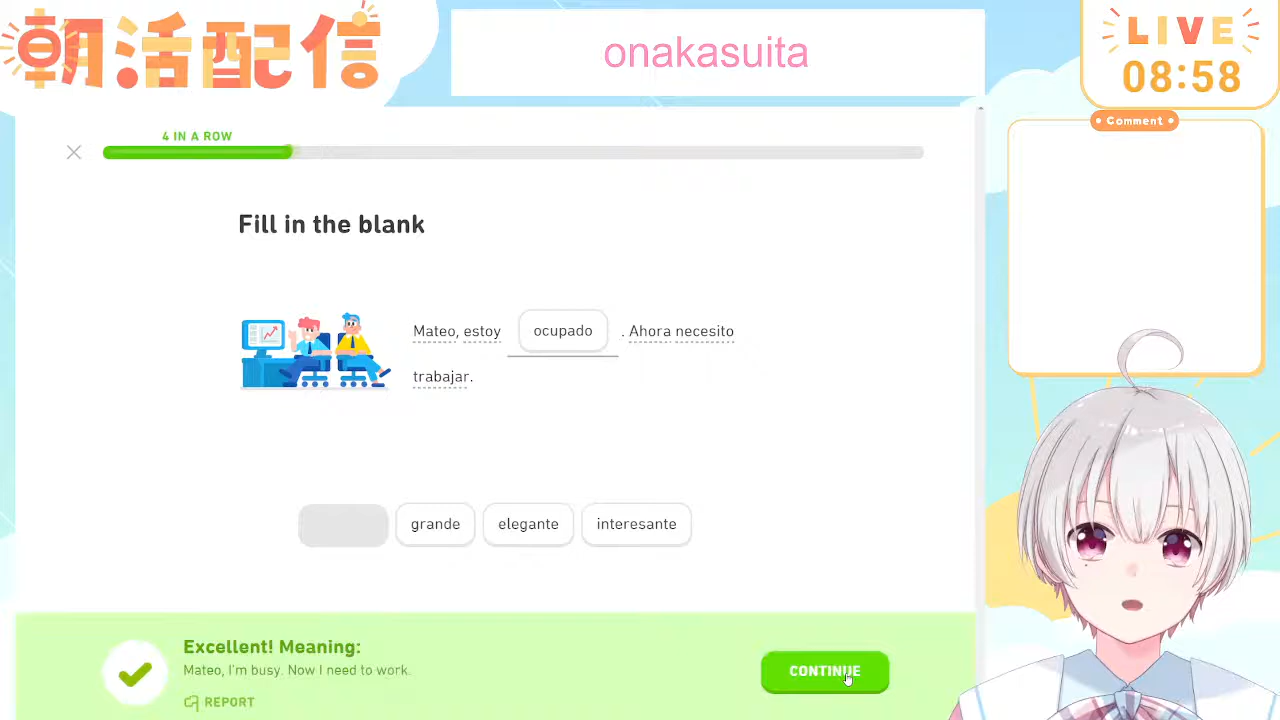 朝活配信
onakasuita
LIVE
08:58
• Comment •
4 IN A ROW
Fill in the blank
Mateo, estoy ocupado . Ahora necesito
trabajar.
grande elegante interesante
Excellent! Meaning:
Mateo, I'm busy. Now I need to work.
REPORT
CONTINUE